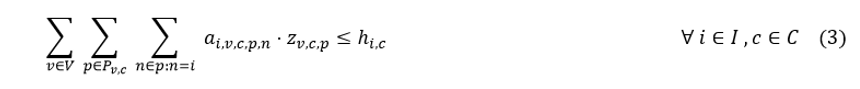 ∑_{v∈V} ∑_{p∈P_{v,c}} ∑_{n∈p:n=i} a_{i,v,c,p,n} · z_{v,c,p} ≤ h_{i,c} ∀ i ∈ I , c ∈ C (3)